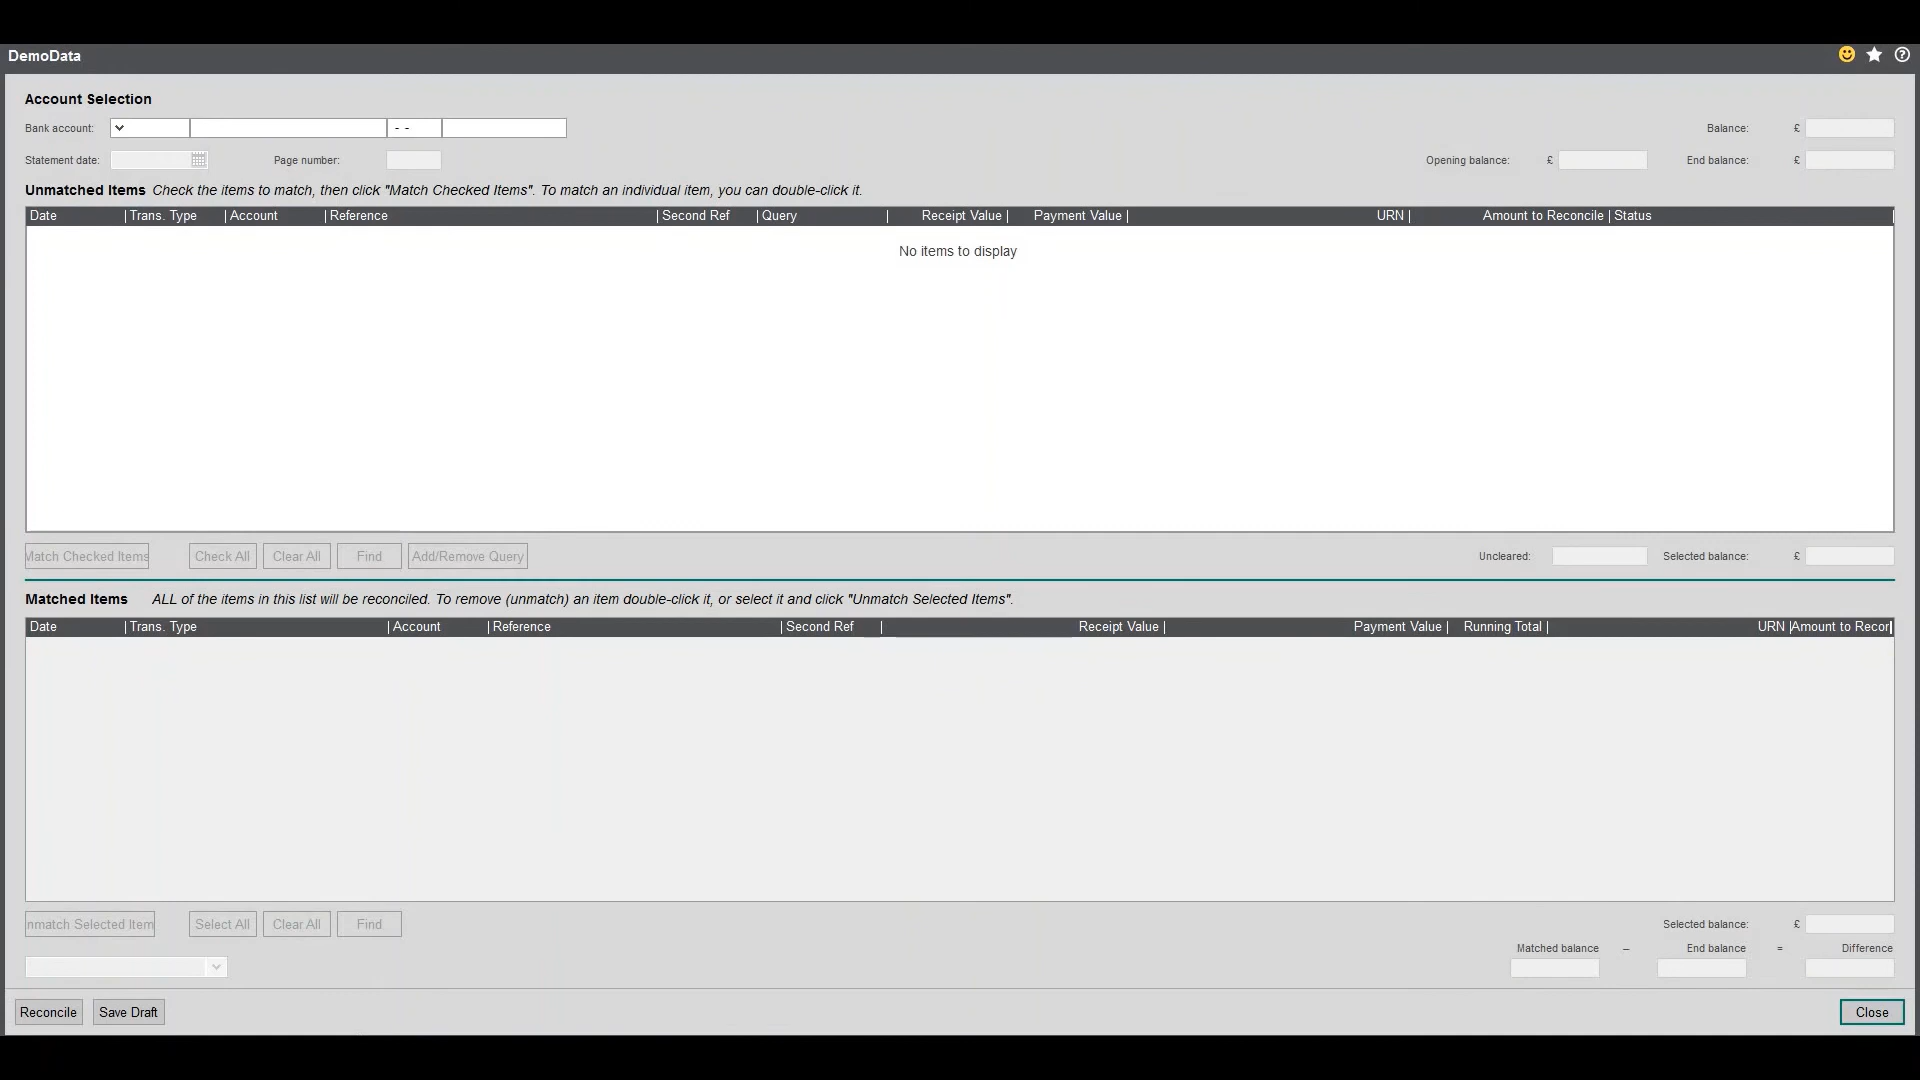 DemoData
Account Selection
Bank account: - - Balance: £
Statement date: Page number: Opening balance: £ End balance: £
Unmatched Items Check the items to match, then click "Match Checked Items". To match an individual item, you can double-click it.
Date Trans. Type Account Reference Second Ref Query Receipt Value Payment Value URN Amount to Reconcile Status
No items to display
Match Checked Items Check All Clear All Find Add/Remove Query Uncleared: Selected balance: £
Matched Items ALL of the items in this list will be reconciled. To remove (unmatch) an item double-click it, or select it and click "Unmatch Selected Items".
Date Trans. Type Account Reference Second Ref Receipt Value Payment Value Running Total URN Amount to Recor
nmatch Selected Item Select All Clear All Find Selected balance: £
Matched balance – End balance = Difference
Reconcile Save Draft Close